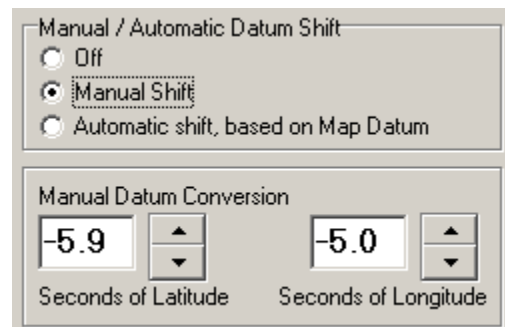 Manual / Automatic Datum Shift
Off
Manual Shift
Automatic shift, based on Map Datum
Manual Datum Conversion
-5.9 -5.0
Seconds of Latitude Seconds of Longitude